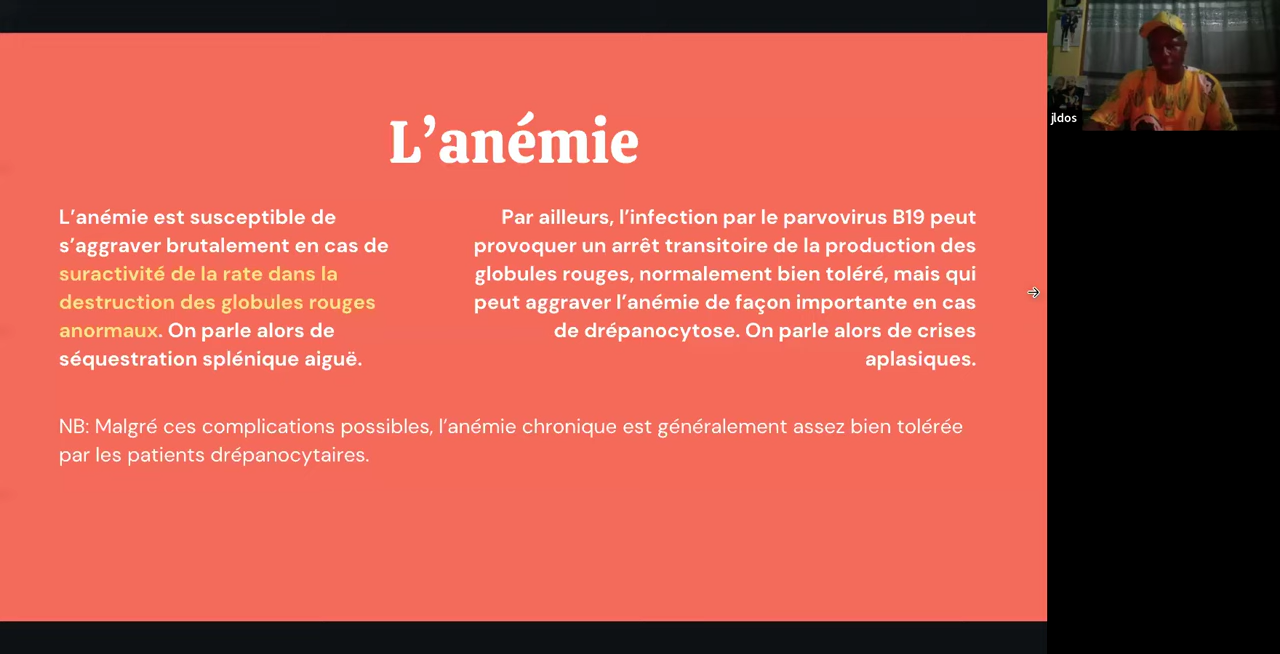 L’anémie
L’anémie est susceptible de
s’aggraver brutalement en cas de
suractivité de la rate dans la
destruction des globules rouges
anormaux. On parle alors de
séquestration splénique aiguë.
Par ailleurs, l’infection par le parvovirus B19 peut
provoquer un arrêt transitoire de la production des
globules rouges, normalement bien toléré, mais qui
peut aggraver l’anémie de façon importante en cas
de drépanocytose. On parle alors de crises
aplasiques.
NB: Malgré ces complications possibles, l’anémie chronique est généralement assez bien tolérée
par les patients drépanocytaires.
jldos